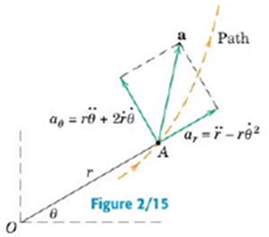 a
Path
a_θ = rθ̈ + 2ṙθ̇
a_r = r̈ − rθ̇²
A
r
Figure 2/15
θ
O